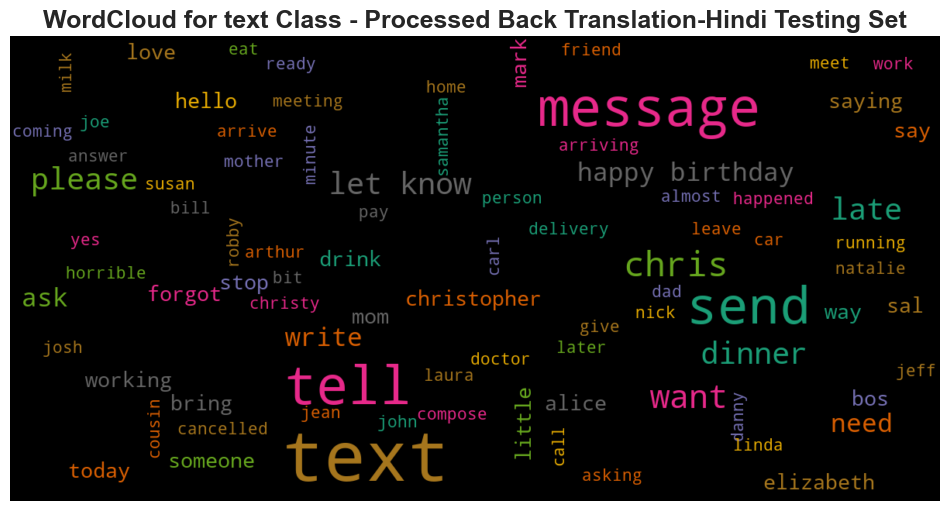 WordCloud for text Class - Processed Back Translation-Hindi Testing Set
milk
love
eat
ready
friend
mark
meet
work
home
hello
meeting
message
saying
coming
joe
arrive
minute
samantha
say
answer
mother
arriving
please
susan
let know
happy birthday
person
almost
happened
late
bill
pay
yes
robby
arthur
drink
carl
delivery
leave
car
running
horrible
stop
bit
chris
natalie
ask
forgot
christy
christopher
dad
send
way
sal
mom
nick
give
write
josh
doctor
later
dinner
working
tell
laura
jeff
bring
jean
john
compose
little
alice
want
danny
bos
cousin
cancelled
text
call
linda
need
today
someone
asking
elizabeth